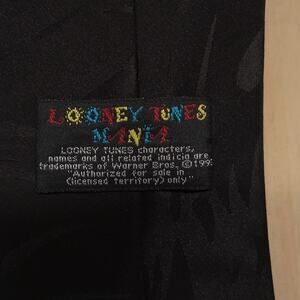 LOONEY TUNES
MANIA
LOONEY TUNES characters,
names and all related indicia are
trademarks of Warner Bros. ©199
"Authorized for sale in
(licensed territory) only"